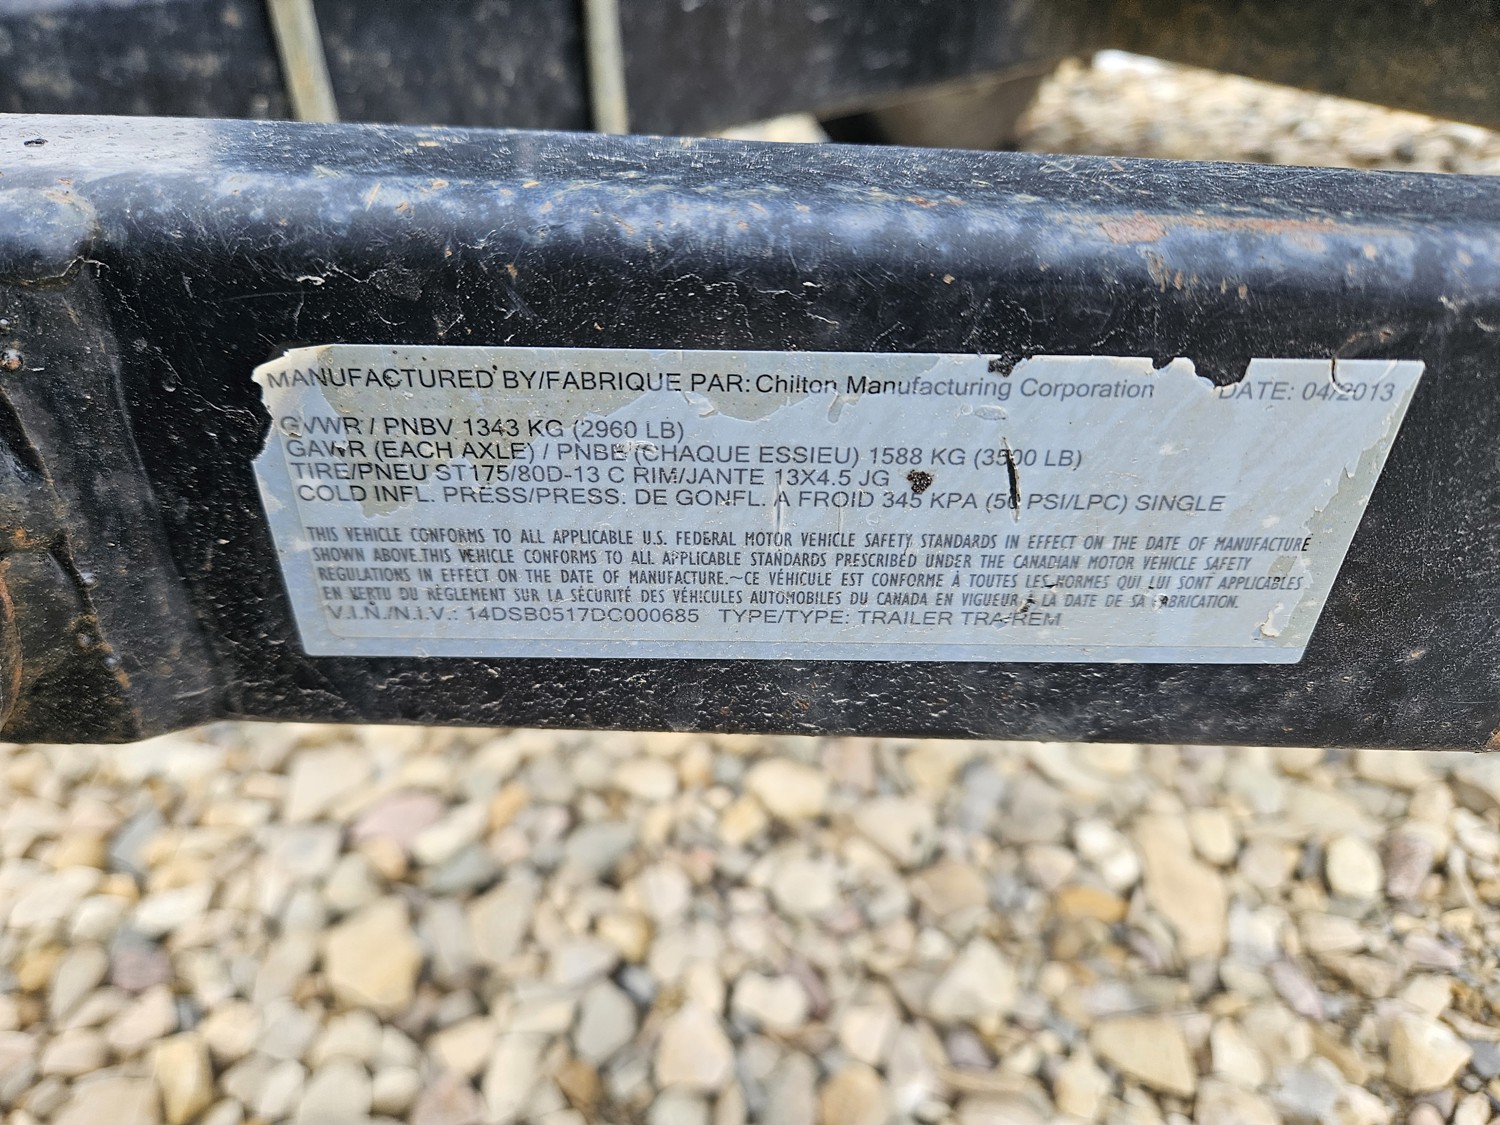 MANUFACTURED BY/FABRIQUE PAR: Chilton Manufacturing Corporation DATE: 04/2013
GVWR / PNBV 1343 KG (2960 LB)
GAWR (EACH AXLE) / PNBE (CHAQUE ESSIEU) 1588 KG (3500 LB)
TIRE/PNEU ST175/80D-13 C RIM/JANTE 13X4.5 JG
COLD INFL. PRESS/PRESS: DE GONFL. A FROID 345 KPA (50 PSI/LPC) SINGLE
THIS VEHICLE CONFORMS TO ALL APPLICABLE U.S. FEDERAL MOTOR VEHICLE SAFETY STANDARDS IN EFFECT ON THE DATE OF MANUFACTURE
SHOWN ABOVE.THIS VEHICLE CONFORMS TO ALL APPLICABLE STANDARDS PRESCRIBED UNDER THE CANADIAN MOTOR VEHICLE SAFETY
REGULATIONS IN EFFECT ON THE DATE OF MANUFACTURE.~CE VÉHICULE EST CONFORME À TOUTES LES NORMES QUI LUI SONT APPLICABLES
EN VERTU DU RÈGLEMENT SUR LA SÉCURITÉ DES VÉHICULES AUTOMOBILES DU CANADA EN VIGUEUR À LA DATE DE SA FABRICATION.
V.I.N./N.I.V.: 14DSB0517DC000685 TYPE/TYPE: TRAILER TRA/REM